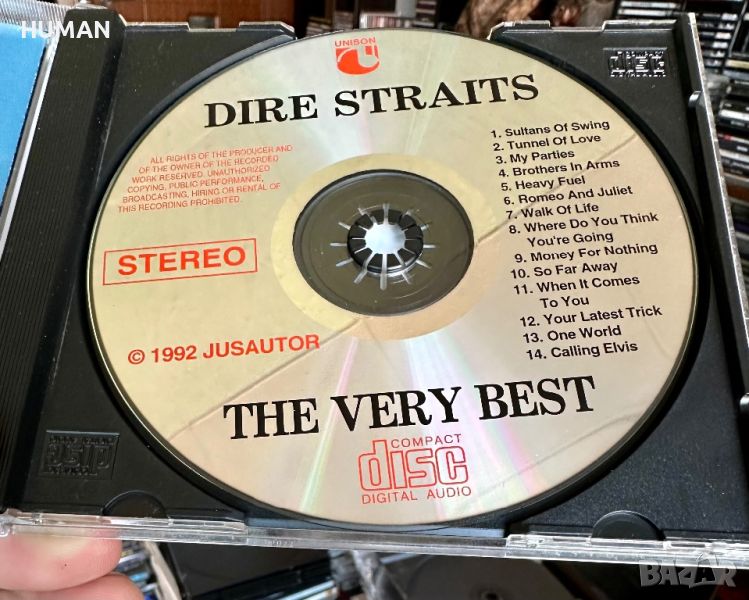 HUMAN
UNISON
DIRE STRAITS
ALL RIGHTS OF THE PRODUCER AND
OF THE OWNER OF THE RECORDED
WORK RESERVED. UNAUTHORIZED
COPYING, PUBLIC PERFORMANCE,
BROADCASTING, HIRING OR RENTAL OF
THIS RECORDING PROHIBITED.
STEREO
© 1992 JUSAUTOR
1. Sultans Of Swing
2. Tunnel Of Love
3. My Parties
4. Brothers In Arms
5. Heavy Fuel
6. Romeo And Juliet
7. Walk Of Life
8. Where Do You Think
You're Going
9. Money For Nothing
10. So Far Away
11. When It Comes
To You
12. Your Latest Trick
13. One World
14. Calling Elvis
THE VERY BEST
COMPACT
disc
DIGITAL AUDIO
COMPACT
disc
BAZAR